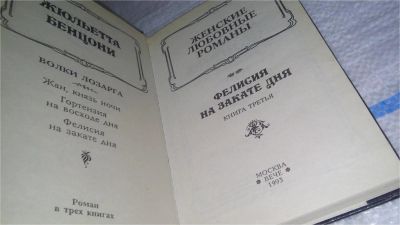 ЖЮЛЬЕТТА
БЕНЦОНИ
ВОЛКИ ЛОЗАРГА
Жан, князь ночи
Гортензия
на восходе дня
Фелисия
на закате дня
Роман
в трех книгах
ЖЕНСКИЕ
ЛЮБОВНЫЕ
РОМАНЫ
ФЕЛИСИЯ
НА ЗАКАТЕ ДНЯ
КНИГА ТРЕТЬЯ
МОСКВА
ВЕЧЕ
1995